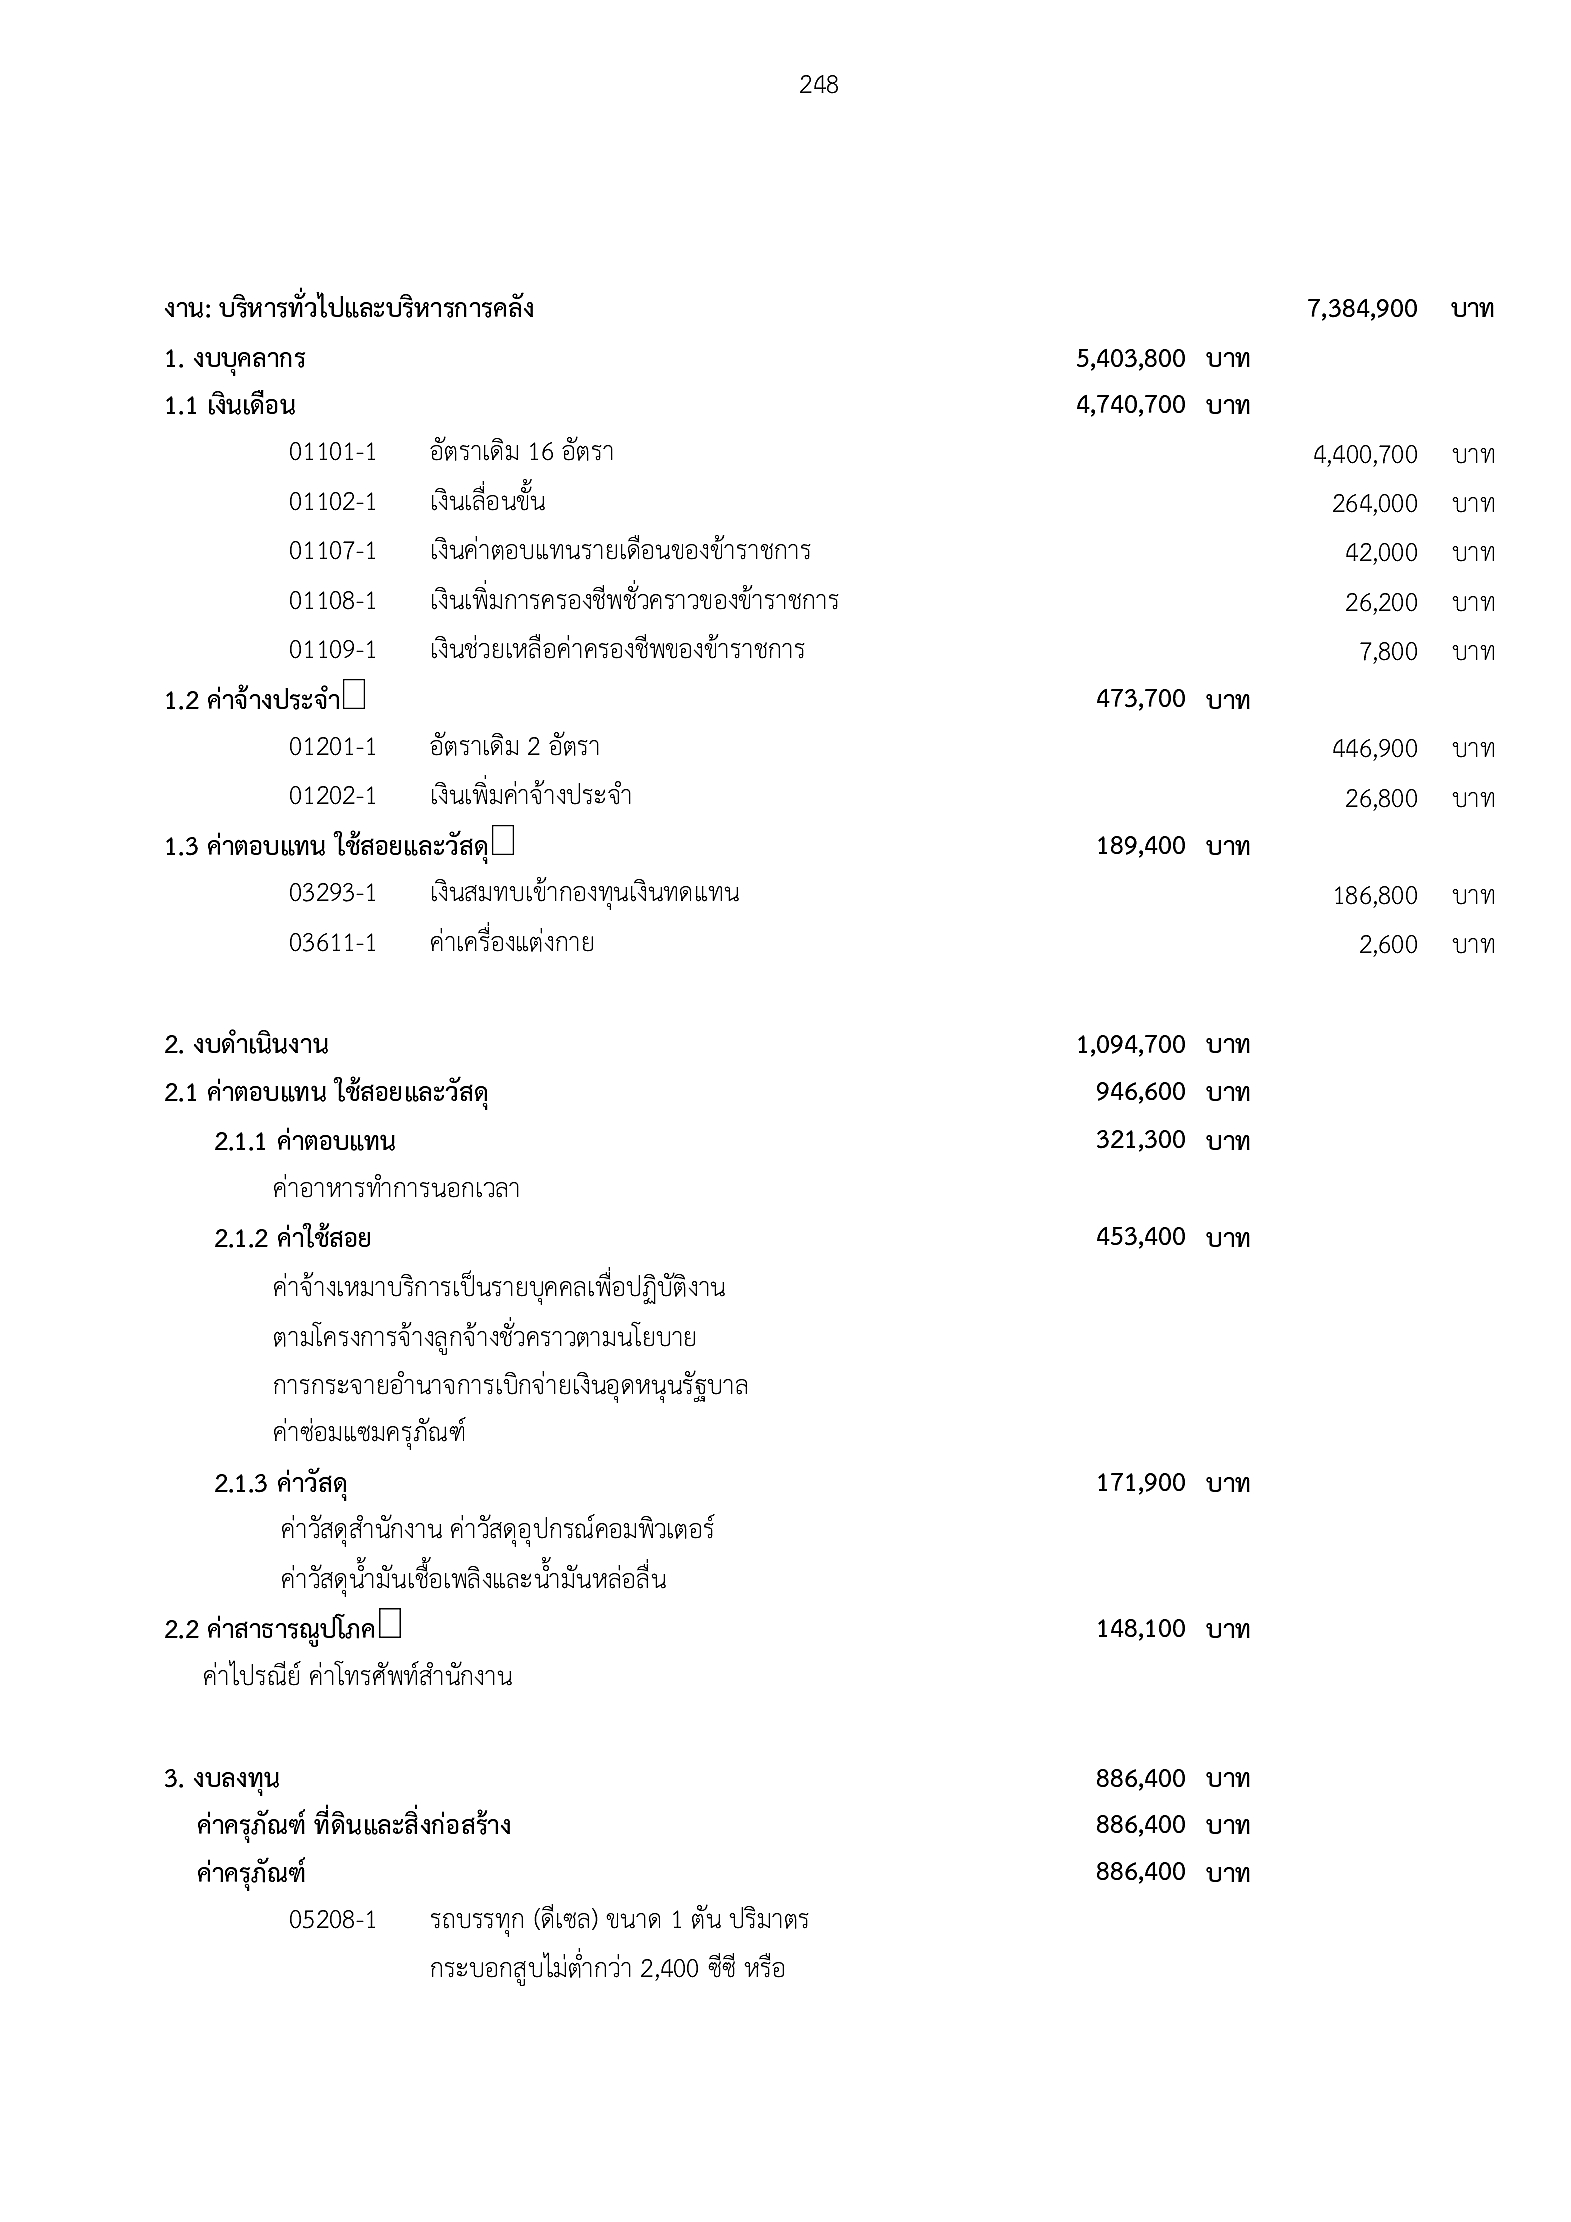 248
งาน: บริหารทั่วไปและบริหารการคลัง 7,384,900 บาท
1. งบบุคลากร 5,403,800 บาท
1.1 เงินเดือน 4,740,700 บาท
01101-1 อัตราเดิม 16 อัตรา 4,400,700 บาท
01102-1 เงินเลื่อนขั้น 264,000 บาท
01107-1 เงินค่าตอบแทนรายเดือนของข้าราชการ 42,000 บาท
01108-1 เงินเพิ่มการครองชีพชั่วคราวของข้าราชการ 26,200 บาท
01109-1 เงินช่วยเหลือค่าครองชีพของข้าราชการ 7,800 บาท
1.2 ค่าจ้างประจำ 473,700 บาท
01201-1 อัตราเดิม 2 อัตรา 446,900 บาท
01202-1 เงินเพิ่มค่าจ้างประจำ 26,800 บาท
1.3 ค่าตอบแทน ใช้สอยและวัสดุ 189,400 บาท
03293-1 เงินสมทบเข้ากองทุนเงินทดแทน 186,800 บาท
03611-1 ค่าเครื่องแต่งกาย 2,600 บาท
2. งบดำเนินงาน 1,094,700 บาท
2.1 ค่าตอบแทน ใช้สอยและวัสดุ 946,600 บาท
2.1.1 ค่าตอบแทน 321,300 บาท
ค่าอาหารทำการนอกเวลา
2.1.2 ค่าใช้สอย 453,400 บาท
ค่าจ้างเหมาบริการเป็นรายบุคคลเพื่อปฏิบัติงาน
ตามโครงการจ้างลูกจ้างชั่วคราวตามนโยบาย
การกระจายอำนาจการเบิกจ่ายเงินอุดหนุนรัฐบาล
ค่าซ่อมแซมครุภัณฑ์
2.1.3 ค่าวัสดุ 171,900 บาท
ค่าวัสดุสำนักงาน ค่าวัสดุอุปกรณ์คอมพิวเตอร์
ค่าวัสดุน้ำมันเชื้อเพลิงและน้ำมันหล่อลื่น
2.2 ค่าสาธารณูปโภค 148,100 บาท
ค่าไปรณีย์ ค่าโทรศัพท์สำนักงาน
3. งบลงทุน 886,400 บาท
ค่าครุภัณฑ์ ที่ดินและสิ่งก่อสร้าง 886,400 บาท
ค่าครุภัณฑ์ 886,400 บาท
05208-1 รถบรรทุก (ดีเซล) ขนาด 1 ตัน ปริมาตร
กระบอกสูบไม่ต่ำกว่า 2,400 ซีซี หรือ